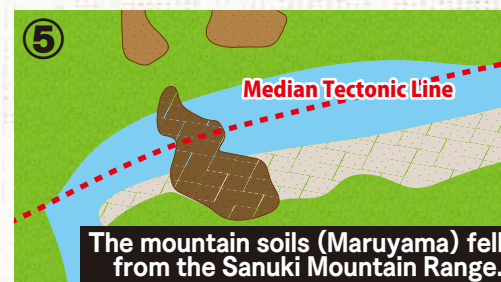 ⑤
Median Tectonic Line
The mountain soils (Maruyama) fell
from the Sanuki Mountain Range.